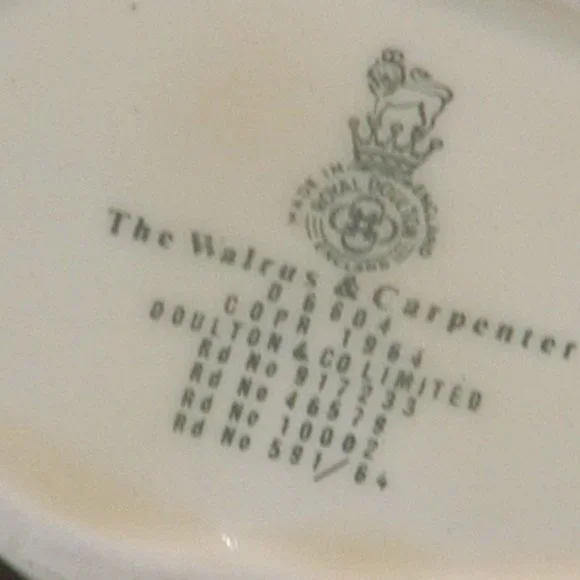 MADE IN ENGLAND
ROYAL DOULTON
ENGLAND
The Walrus & Carpenter
D 6604
COPR 1964
DOULTON & CO LIMITED
Rd No 917233
Rd No 46578
Rd No 10002
Rd No 591/64